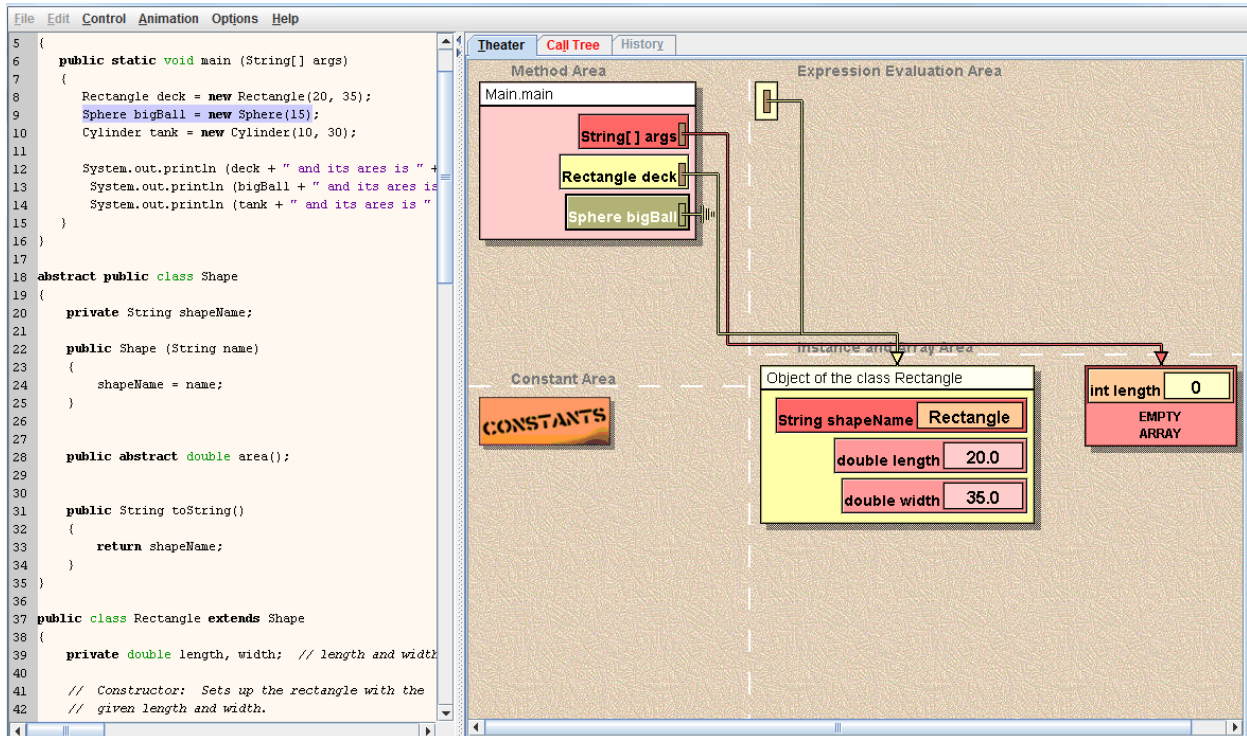 File Edit Control Animation Options Help
5 {
6 public static void main (String[] args)
7 {
8 Rectangle deck = new Rectangle(20, 35);
9 Sphere bigBall = new Sphere(15);
10 Cylinder tank = new Cylinder(10, 30);
11
12 System.out.println (deck + " and its ares is " +
13 System.out.println (bigBall + " and its ares is
14 System.out.println (tank + " and its ares is "
15 }
16 }
17
18 abstract public class Shape
19 {
20 private String shapeName;
21
22 public Shape (String name)
23 {
24 shapeName = name;
25 }
26
27
28 public abstract double area();
29
30
31 public String toString()
32 {
33 return shapeName;
34 }
35 }
36
37 public class Rectangle extends Shape
38 {
39 private double length, width; // length and width
40
41 // Constructor: Sets up the rectangle with the
42 // given length and width.
Theater Call Tree History
Method Area
Main.main
String[ ] args
Rectangle deck
Sphere bigBall
Expression Evaluation Area
Constant Area
CONSTANTS
Instance and Array Area
Object of the class Rectangle
String shapeName Rectangle
double length 20.0
double width 35.0
int length 0
EMPTY
ARRAY